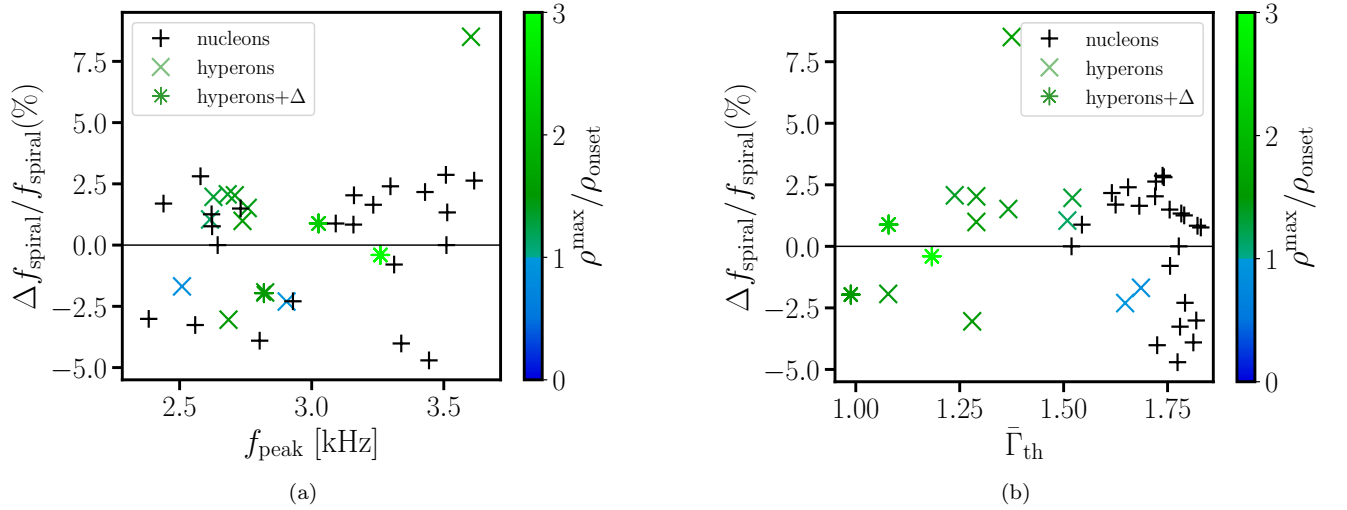 Δf_spiral/f_spiral(%)
7.5
5.0
2.5
0.0
−2.5
−5.0
2.5
3.0
3.5
f_peak [kHz]
nucleons
hyperons
hyperons+Δ
3
2
1
0
ρ^max/ρ_onset
(a)
Δf_spiral/f_spiral(%)
7.5
5.0
2.5
0.0
−2.5
−5.0
1.00
1.25
1.50
1.75
Γ̄_th
nucleons
hyperons
hyperons+Δ
3
2
1
0
ρ^max/ρ_onset
(b)